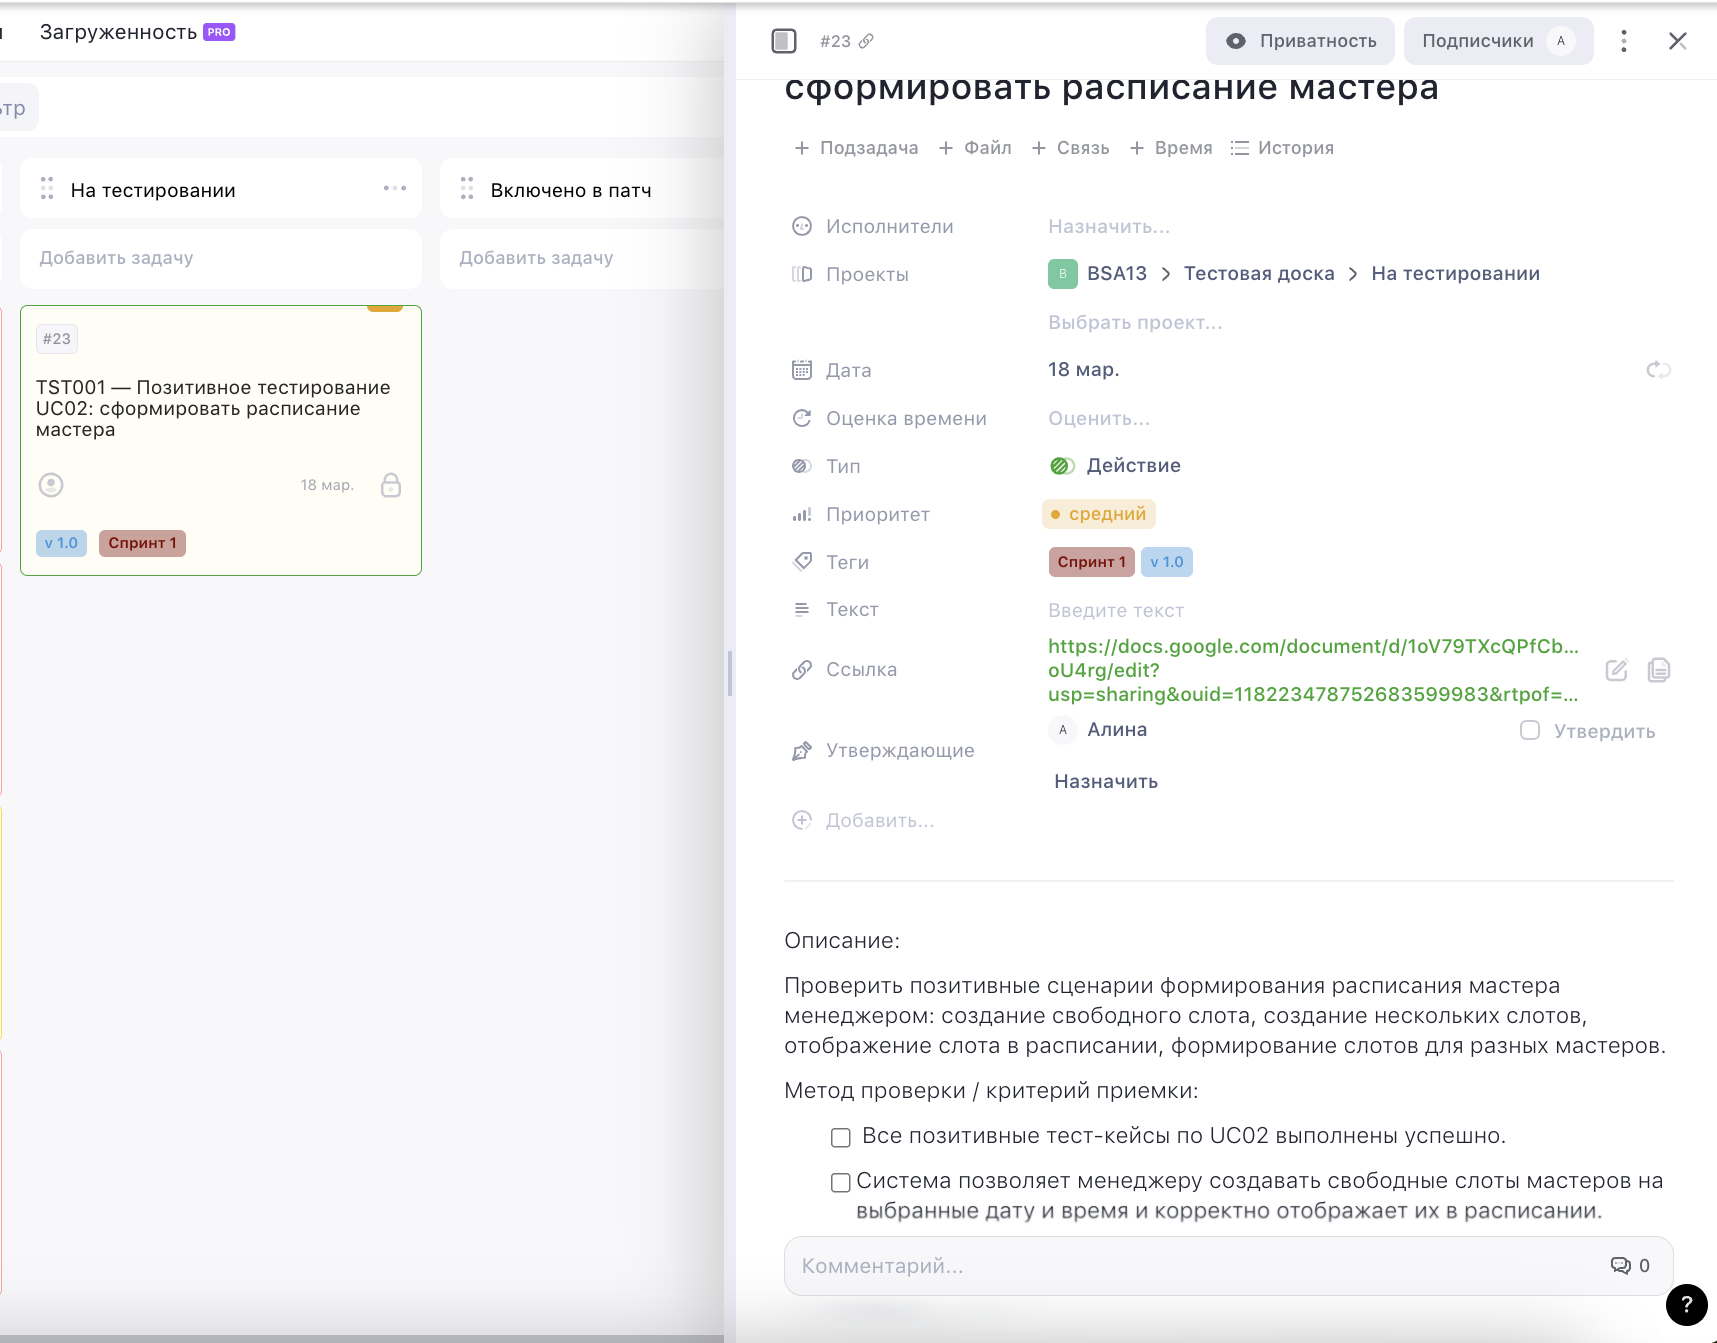 Загруженность PRO
тр
На тестировании
Добавить задачу
#23
TST001 — Позитивное тестирование
UC02: сформировать расписание
мастера
18 мар.
v 1.0 Спринт 1
Включено в патч
Добавить задачу
#23
Приватность
Подписчики A
сформировать расписание мастера
+ Подзадача + Файл + Связь + Время История
Исполнители Назначить...
Проекты B BSA13 > Тестовая доска > На тестировании
Выбрать проект...
Дата 18 мар.
Оценка времени Оценить...
Тип Действие
Приоритет средний
Теги Спринт 1 v 1.0
Текст Введите текст
Ссылка
https://docs.google.com/document/d/1oV79TXcQPfCb...
oU4rg/edit?
usp=sharing&ouid=118223478752683599983&rtpof=...
Утверждающие
A Алина Утвердить
Назначить
Добавить...
Описание:
Проверить позитивные сценарии формирования расписания мастера
менеджером: создание свободного слота, создание нескольких слотов,
отображение слота в расписании, формирование слотов для разных мастеров.
Метод проверки / критерий приемки:
Все позитивные тест-кейсы по UC02 выполнены успешно.
Система позволяет менеджеру создавать свободные слоты мастеров на
выбранные дату и время и корректно отображает их в расписании.
Комментарий... 0
?